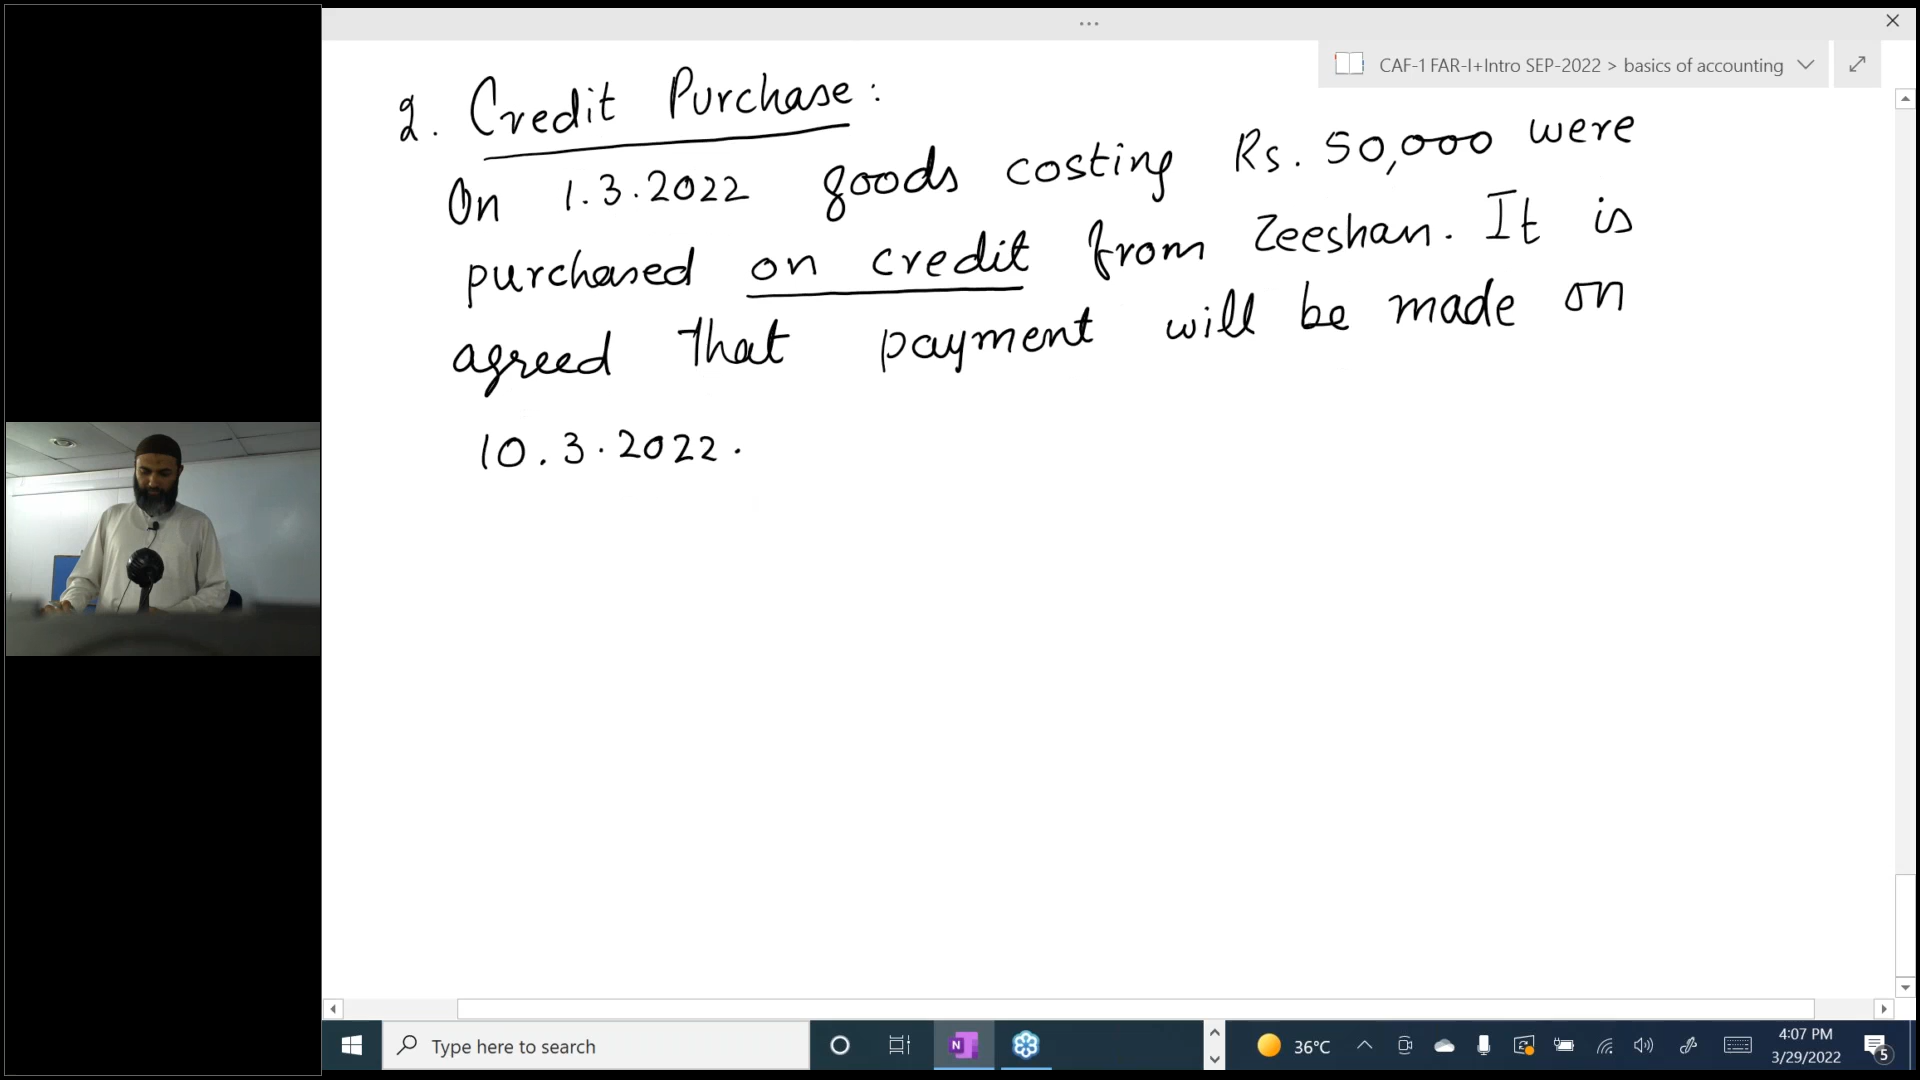 CAF-1 FAR-I+Intro SEP-2022 > basics of accounting
2. Credit Purchase:
On 1.3.2022 goods costing Rs. 50,000 were
purchased on credit from Zeeshan. It is
agreed that payment will be made on
10.3.2022.
Type here to search
N
36°C
4:07 PM
3/29/2022
5